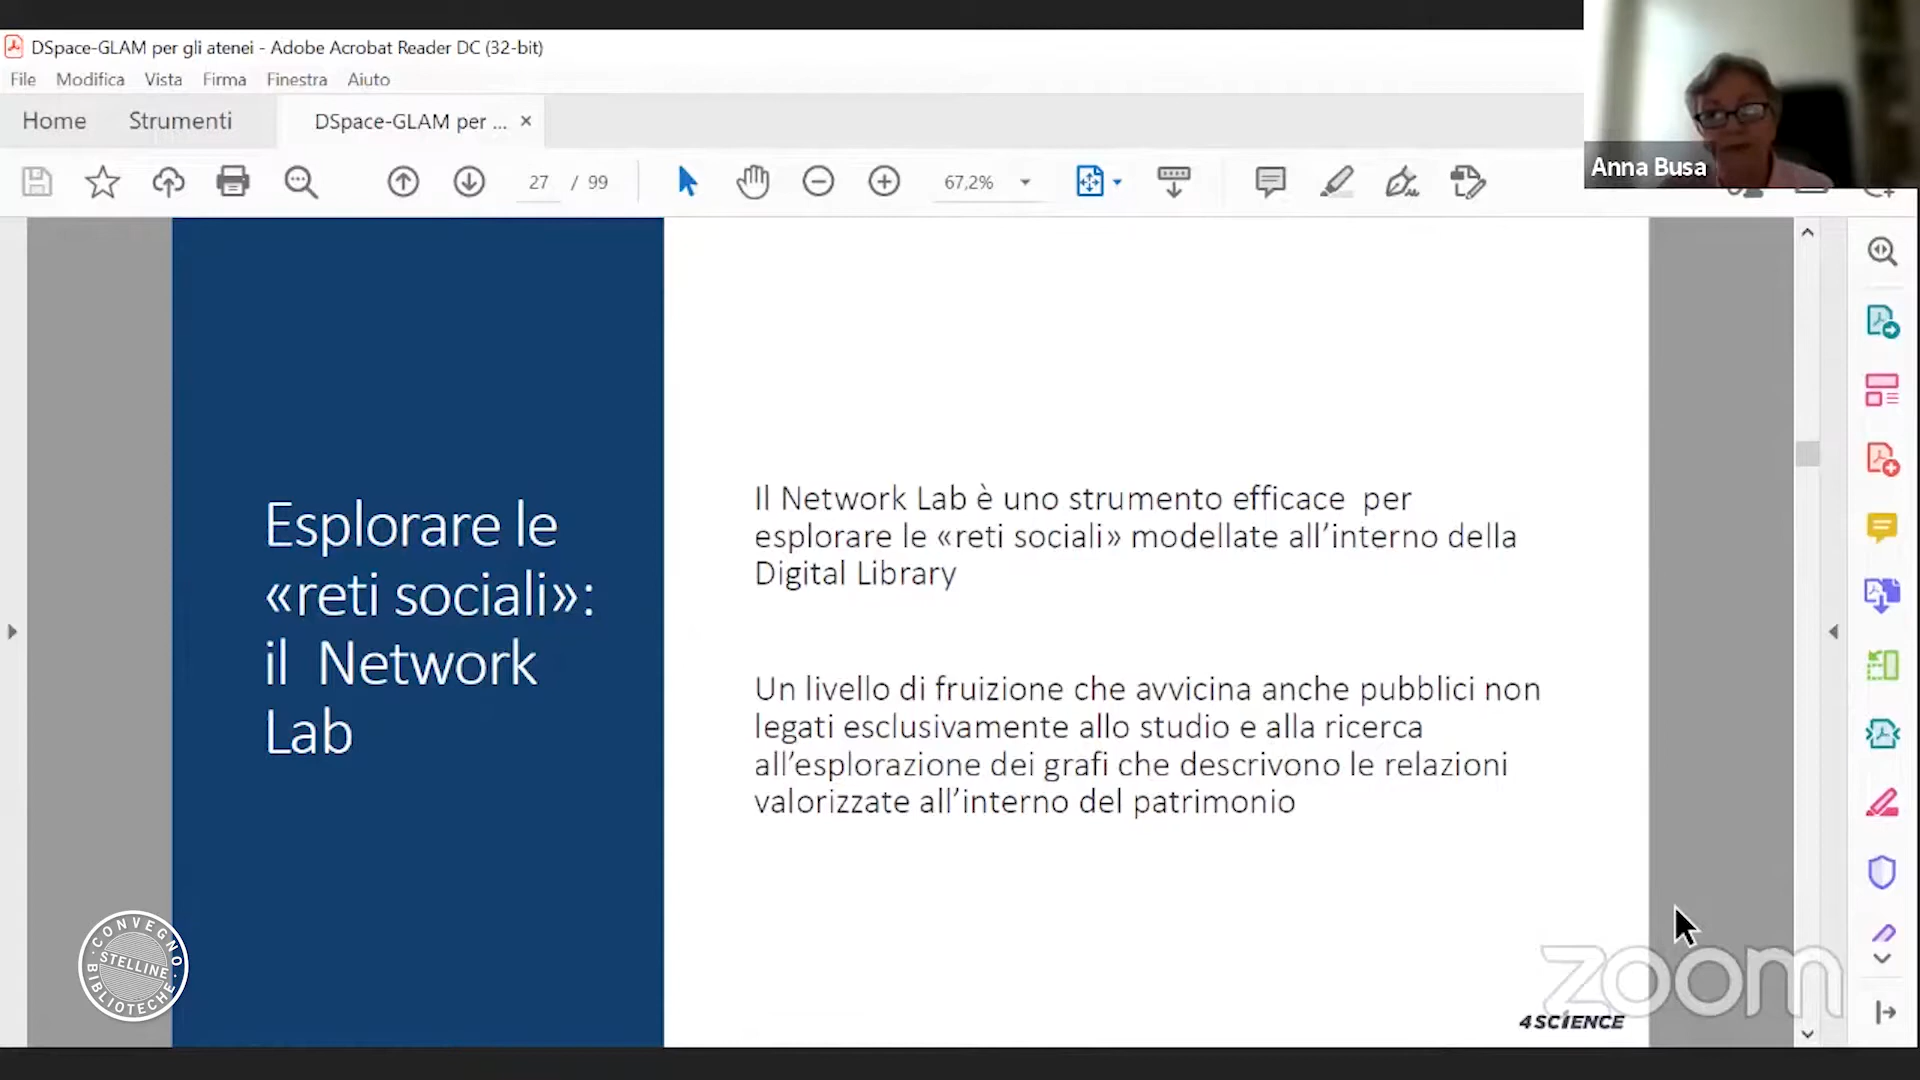 DSpace-GLAM per gli atenei - Adobe Acrobat Reader DC (32-bit)
File Modifica Vista Firma Finestra Aiuto
Home Strumenti DSpace-GLAM per ... ×
27 / 99 67,2%
Anna Busa
Esplorare le
«reti sociali»:
il Network
Lab
Il Network Lab è uno strumento efficace per
esplorare le «reti sociali» modellate all’interno della
Digital Library
Un livello di fruizione che avvicina anche pubblici non
legati esclusivamente allo studio e alla ricerca
all’esplorazione dei grafi che descrivono le relazioni
valorizzate all’interno del patrimonio
CONVEGNO
STELLINE
BIBLIOTECHE
zoom
4SCIENCE